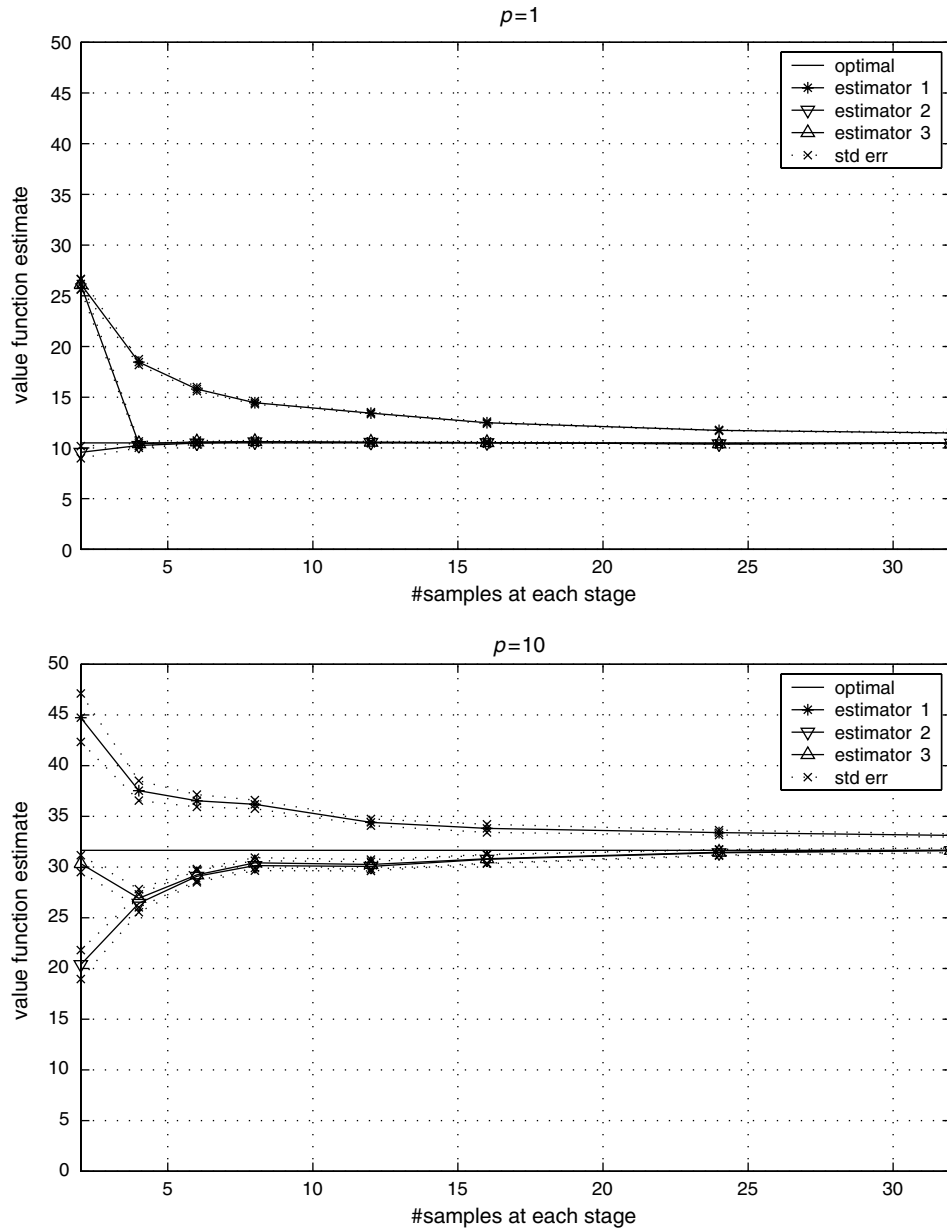 p=1
50
45
40
35
30
25
20
15
10
5
0
value function estimate
optimal
estimator 1
estimator 2
estimator 3
std err
5
10
15
20
25
30
#samples at each stage
p=10
50
45
40
35
30
25
20
15
10
5
0
value function estimate
optimal
estimator 1
estimator 2
estimator 3
std err
5
10
15
20
25
30
#samples at each stage